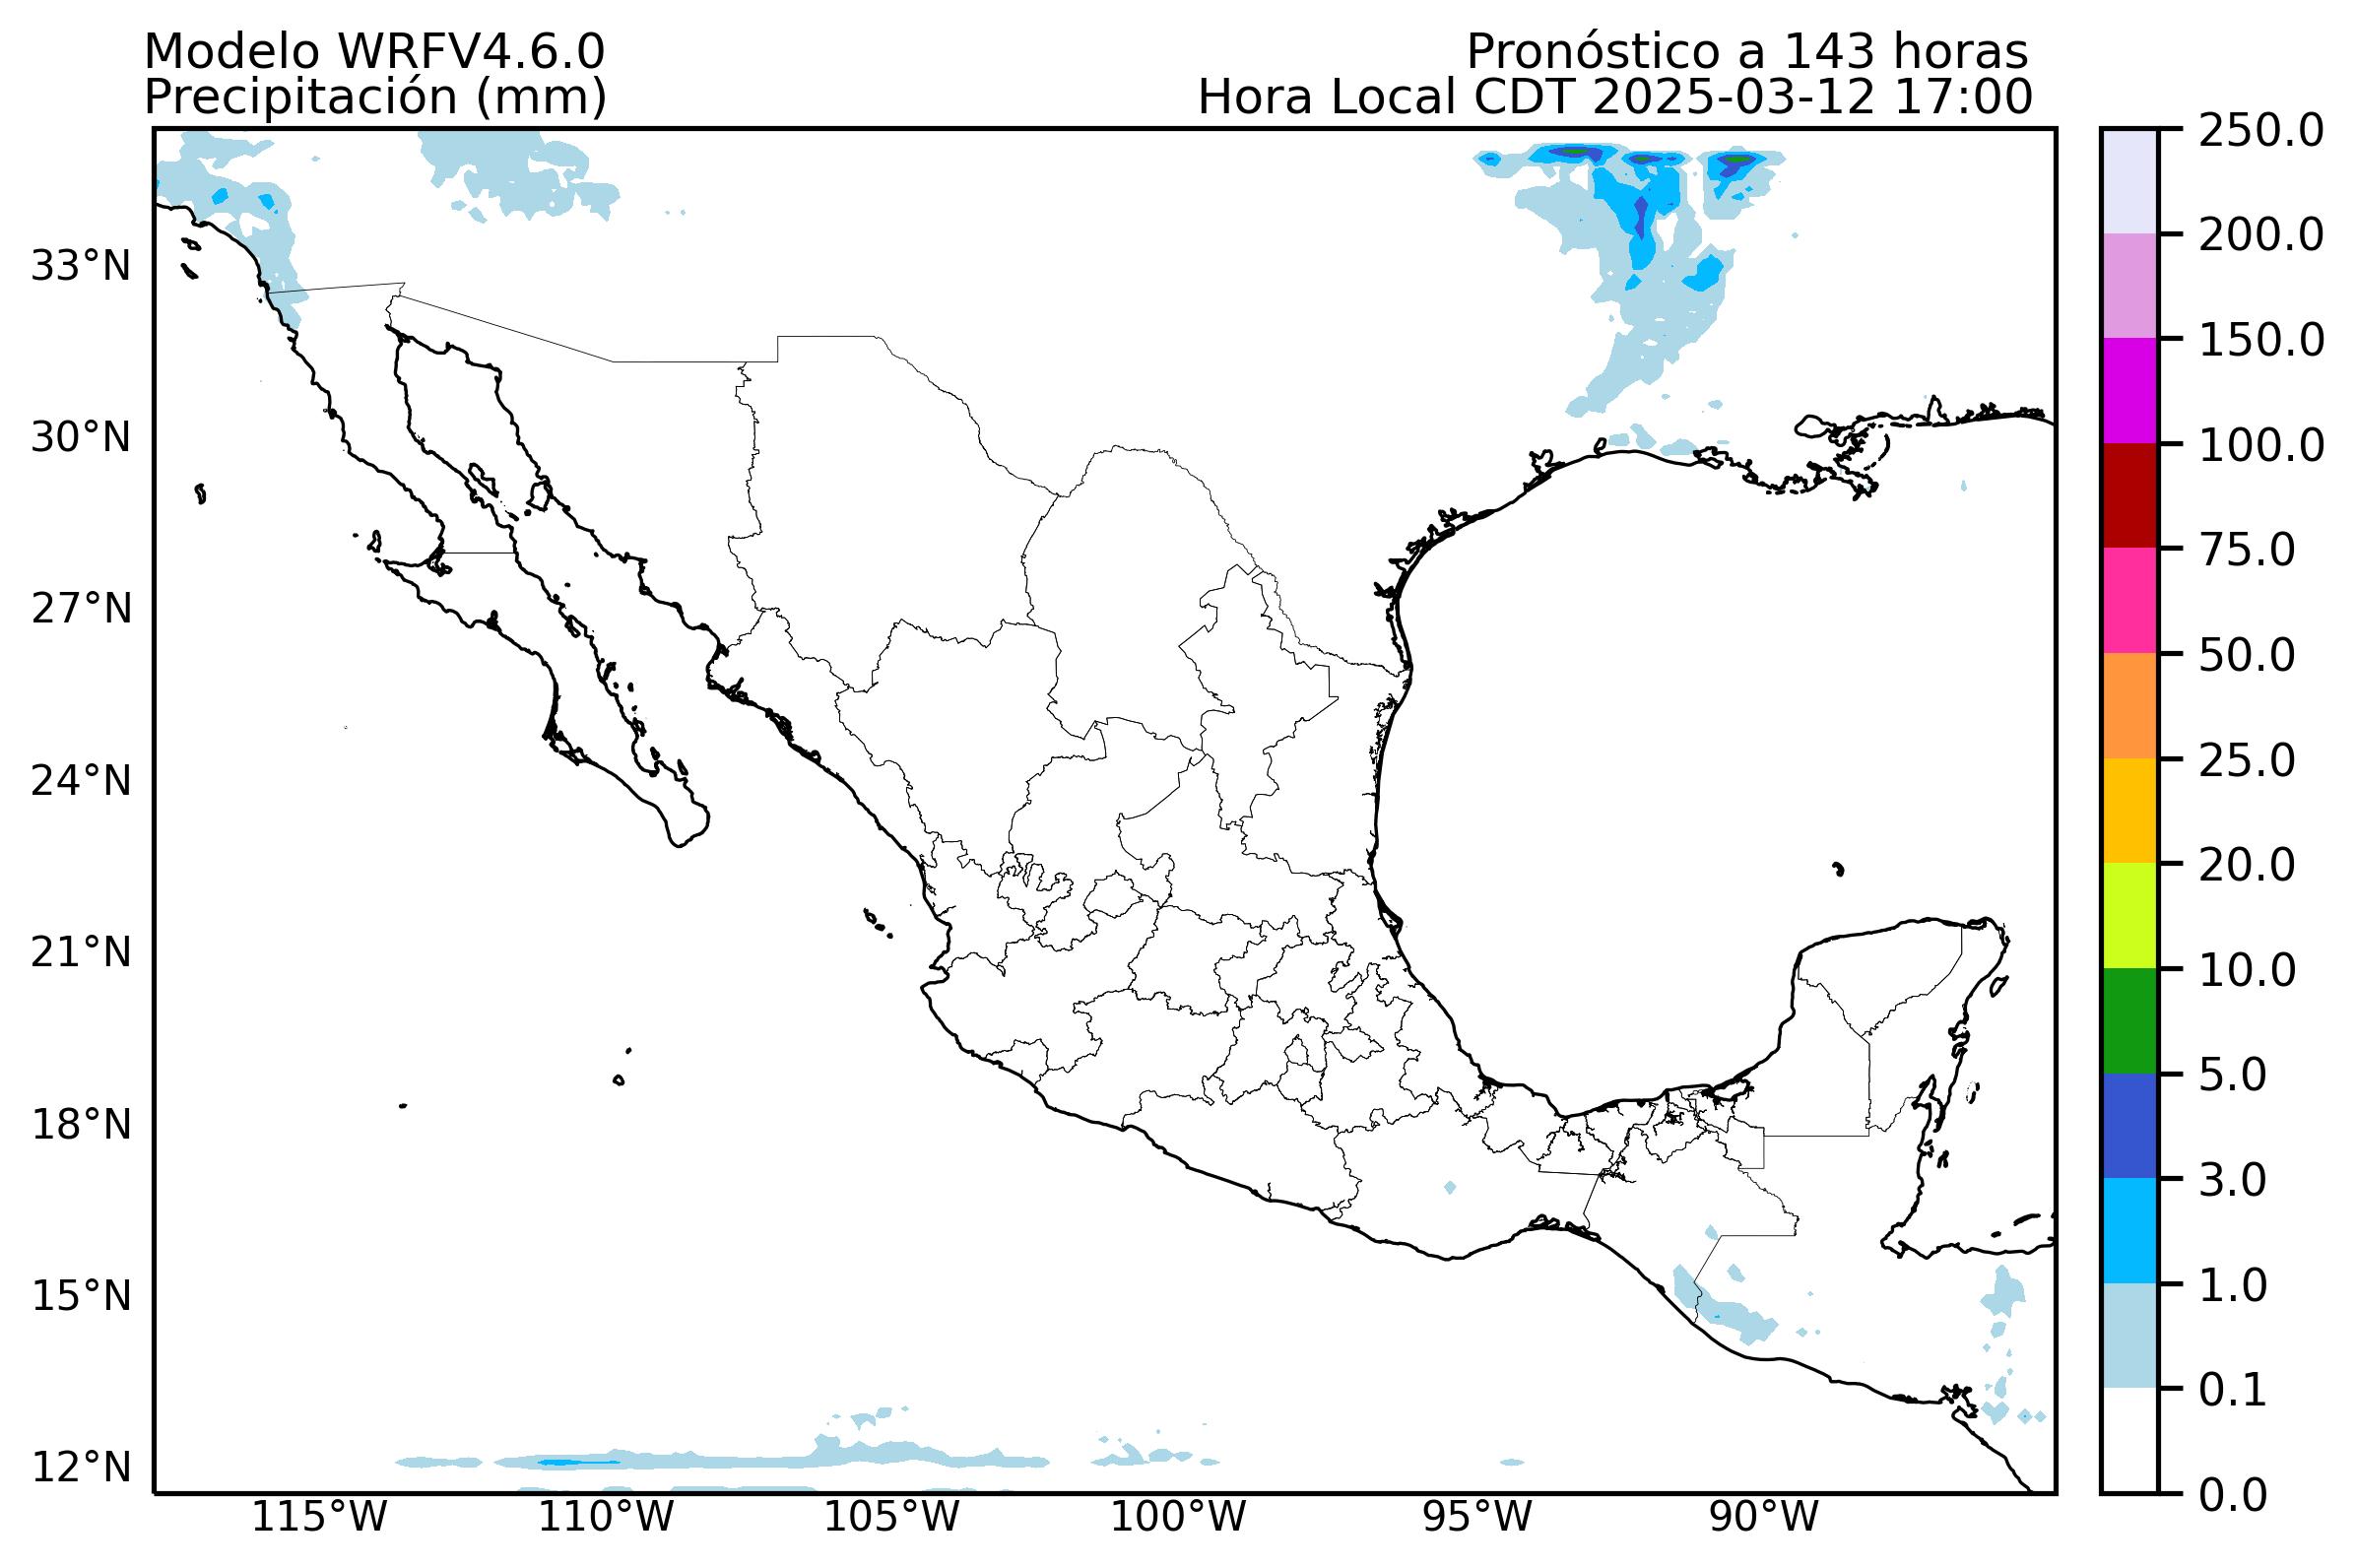 Modelo WRFV4.6.0
Precipitación (mm)
Pronóstico a 143 horas
Hora Local CDT 2025-03-12 17:00
33°N
30°N
27°N
24°N
21°N
18°N
15°N
12°N
115°W
110°W
105°W
100°W
95°W
90°W
250.0
200.0
150.0
100.0
75.0
50.0
25.0
20.0
10.0
5.0
3.0
1.0
0.1
0.0